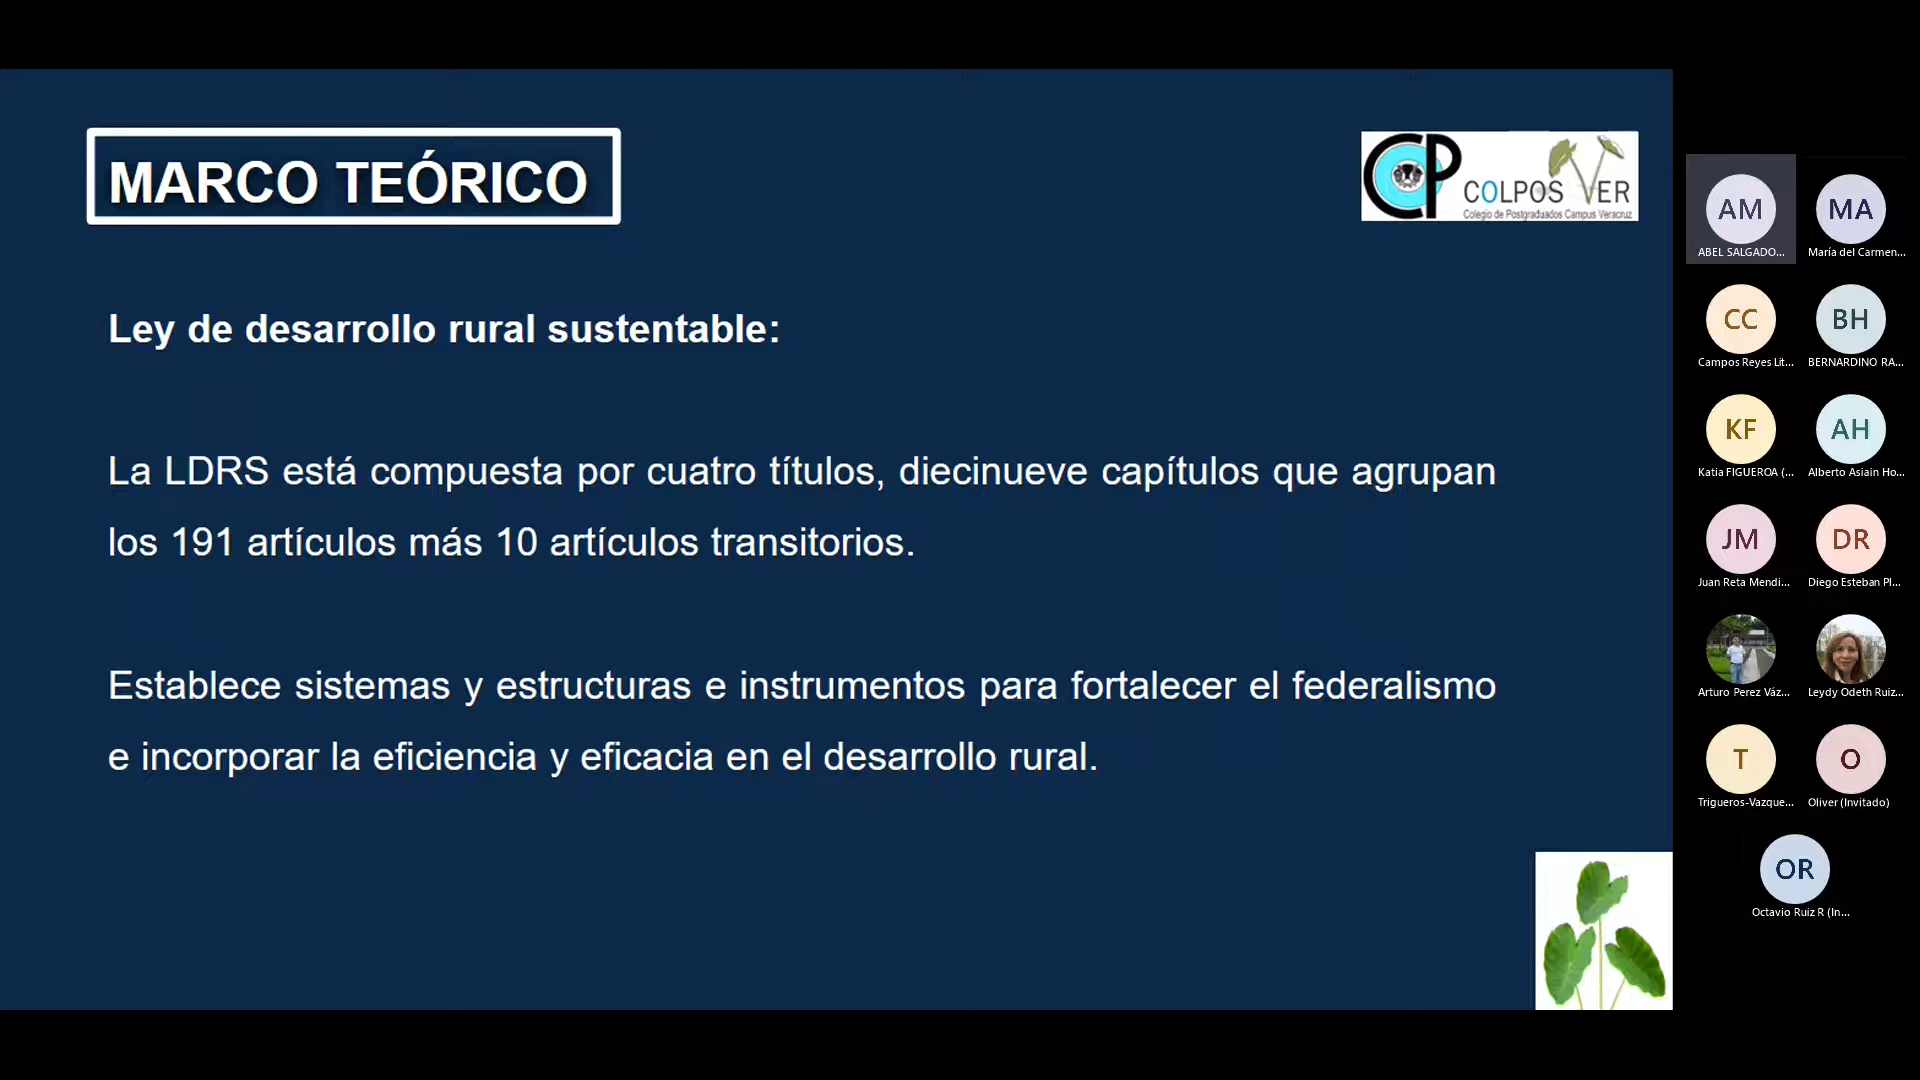 MARCO TEÓRICO
CP
COLPOS VER
Colegio de Postgraduados Campus Veracruz
Ley de desarrollo rural sustentable:
La LDRS está compuesta por cuatro títulos, diecinueve capítulos que agrupan
los 191 artículos más 10 artículos transitorios.
Establece sistemas y estructuras e instrumentos para fortalecer el federalismo
e incorporar la eficiencia y eficacia en el desarrollo rural.
AM
ABEL SALGADO...
MA
María del Carmen...
CC
Campos Reyes Lit...
BH
BERNARDINO RA...
KF
Katia FIGUEROA (...
AH
Alberto Asiain Ho...
JM
Juan Reta Mendi...
DR
Diego Esteban Pl...
Arturo Perez Váz...
Leydy Odeth Ruiz...
T
Trigueros-Vazque...
O
Oliver (Invitado)
OR
Octavio Ruiz R (In...